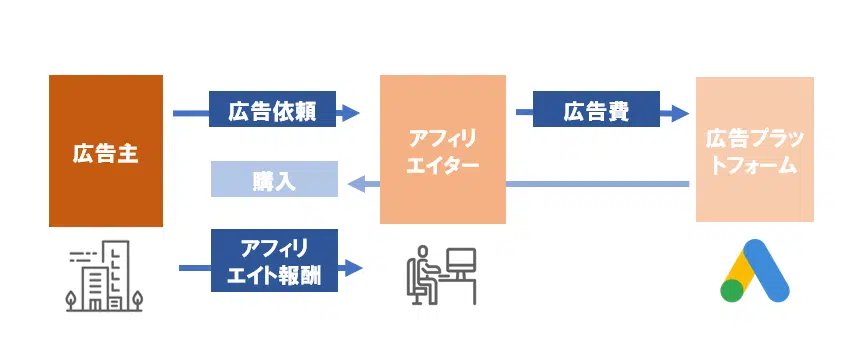 広告主
広告依頼
アフィリ
エイター
広告費
広告プラッ
トフォーム
購入
アフィリ
エイト報酬